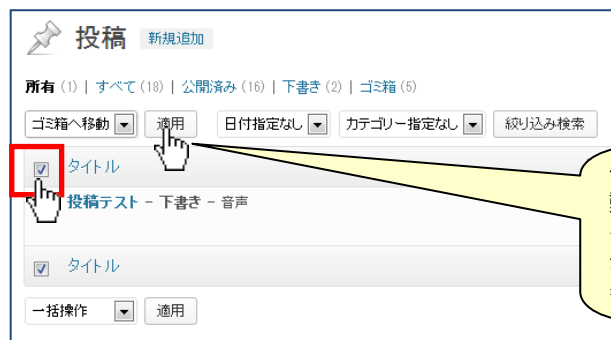 投稿 新規追加
所有 (1) | すべて (18) | 公開済み (16) | 下書き (2) | ゴミ箱 (5)
ゴミ箱へ移動 適用 日付指定なし カテゴリー指定なし 絞り込み検索
タイトル
投稿テスト - 下書き - 音声
タイトル
一括操作 適用